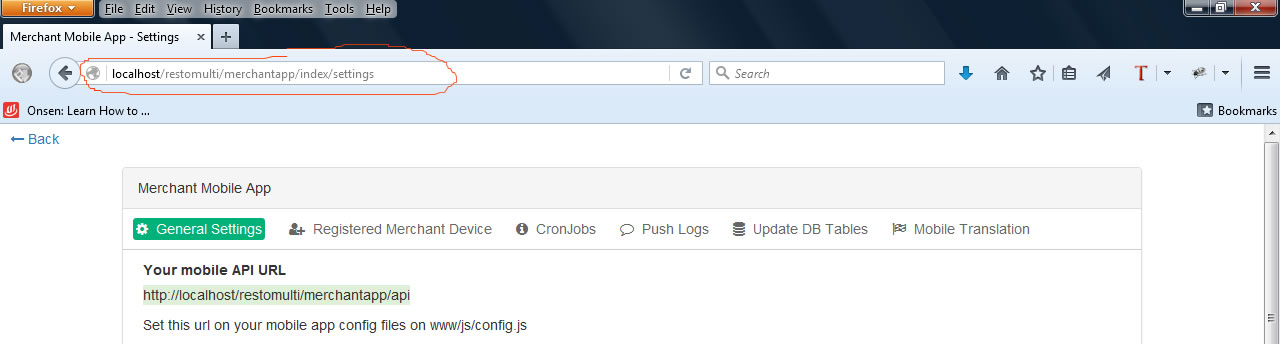 Firefox File Edit View History Bookmarks Tools Help
Merchant Mobile App - Settings
localhost/restomulti/merchantapp/index/settings Search
Onsen: Learn How to ... Bookmarks
Back
Merchant Mobile App
General Settings Registered Merchant Device CronJobs Push Logs Update DB Tables Mobile Translation
Your mobile API URL
http://localhost/restomulti/merchantapp/api
Set this url on your mobile app config files on www/js/config.js